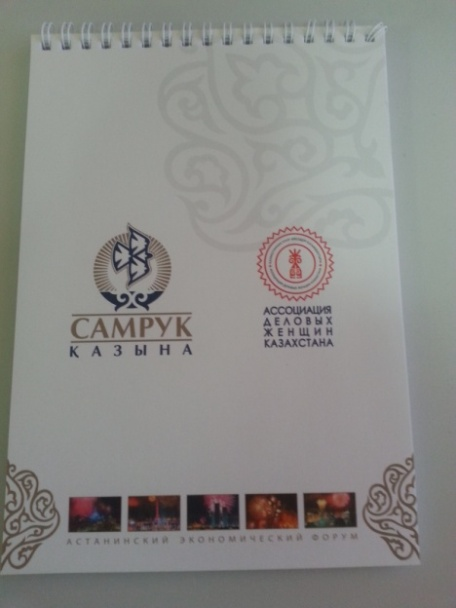 САМРУК
КАЗЫНА
АССОЦИАЦИЯ
ДЕЛОВЫХ
ЖЕНЩИН
КАЗАХСТАНА
АСТАНИНСКИЙ ЭКОНОМИЧЕСКИЙ ФОРУМ